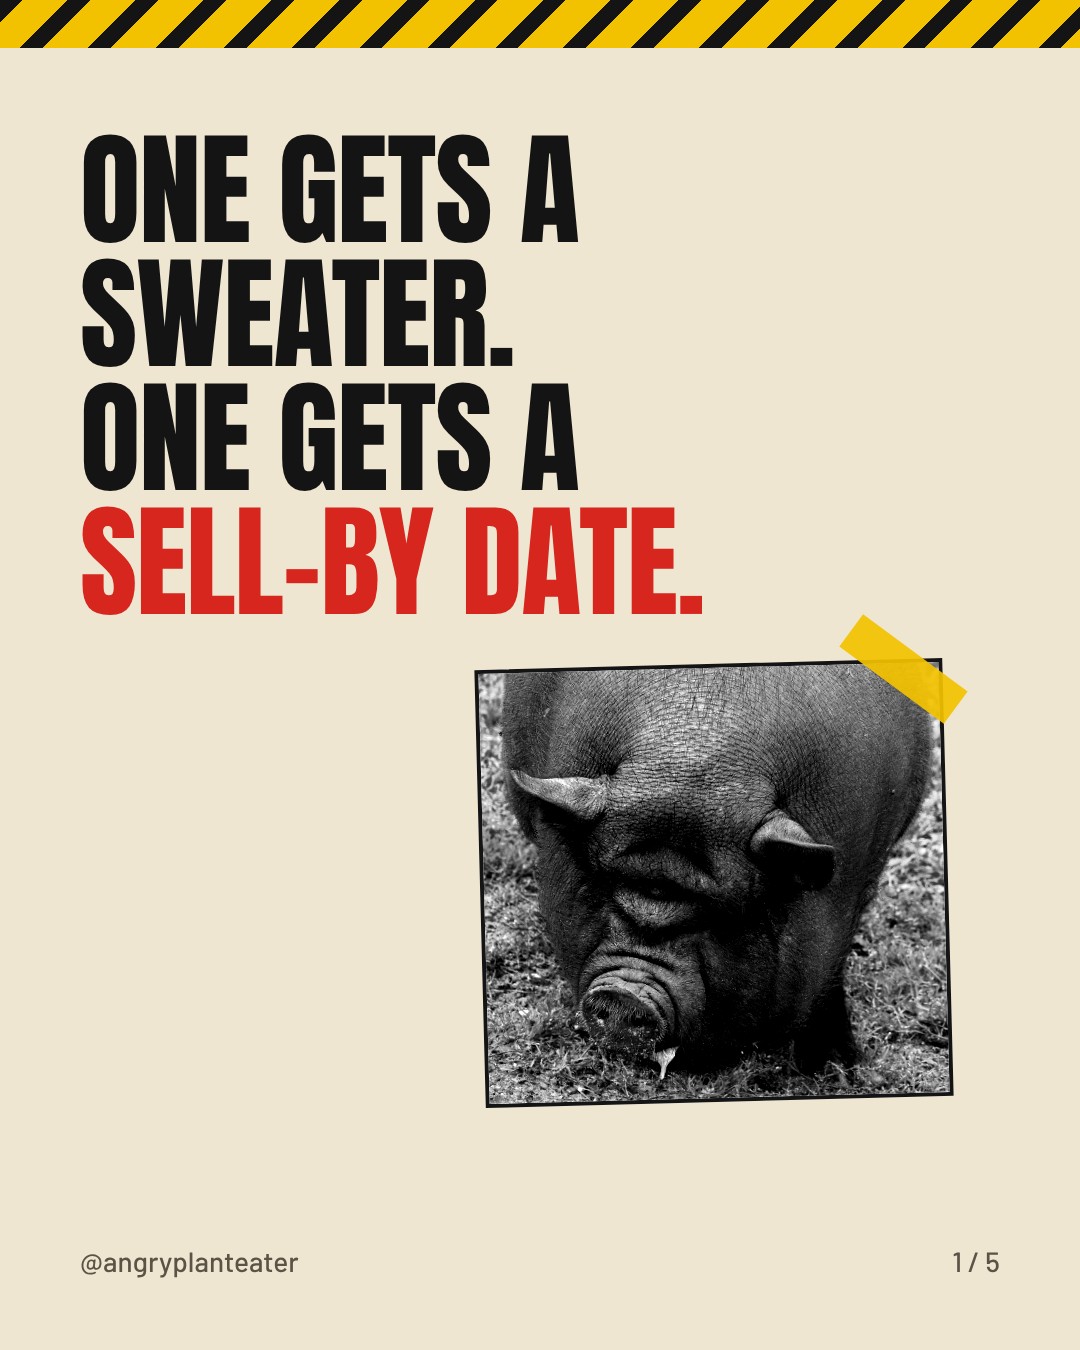 ONE GETS A
SWEATER.
ONE GETS A
SELL-BY DATE.
@angryplanteater
1 / 5